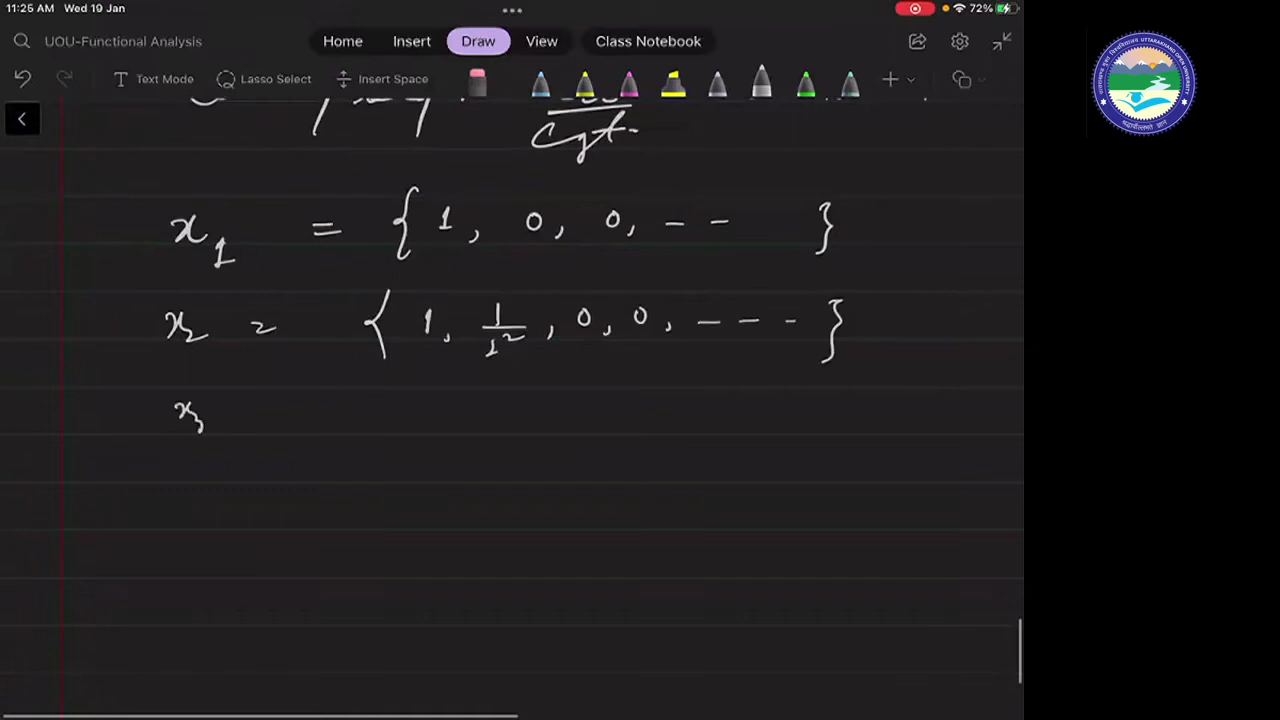 11:25 AM Wed 19 Jan
72%
UOU-Functional Analysis
Home Insert Draw View Class Notebook
Text Mode Lasso Select Insert Space
Cgt.
x₁ = { 1, 0, 0, - - }
x₂ = { 1, 1/2², 0, 0, - - - }
x₃